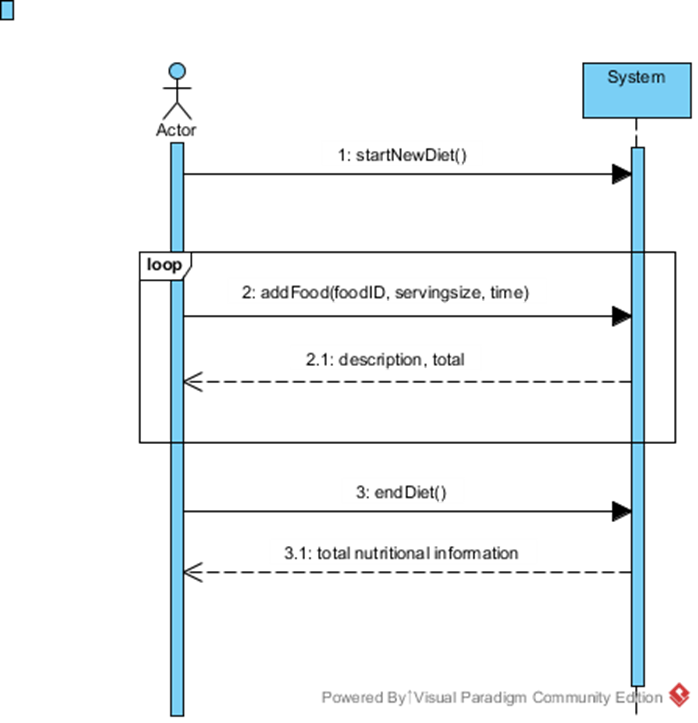 System
Actor
1: startNewDiet()
loop
2: addFood(foodID, servingsize, time)
2.1: description, total
3: endDiet()
3.1: total nutritional information
Powered By Visual Paradigm Community Edition